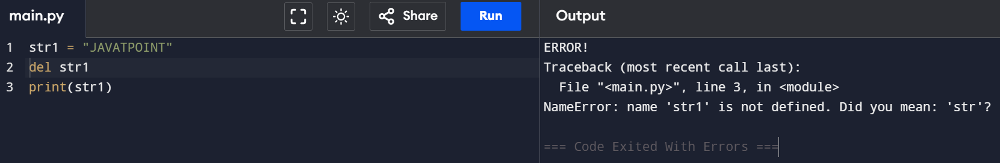 main.py
Share
Run
Output
1 str1 = "JAVATPOINT"
2 del str1
3 print(str1)
ERROR!
Traceback (most recent call last):
  File "<main.py>", line 3, in <module>
NameError: name 'str1' is not defined. Did you mean: 'str'?
=== Code Exited With Errors ===